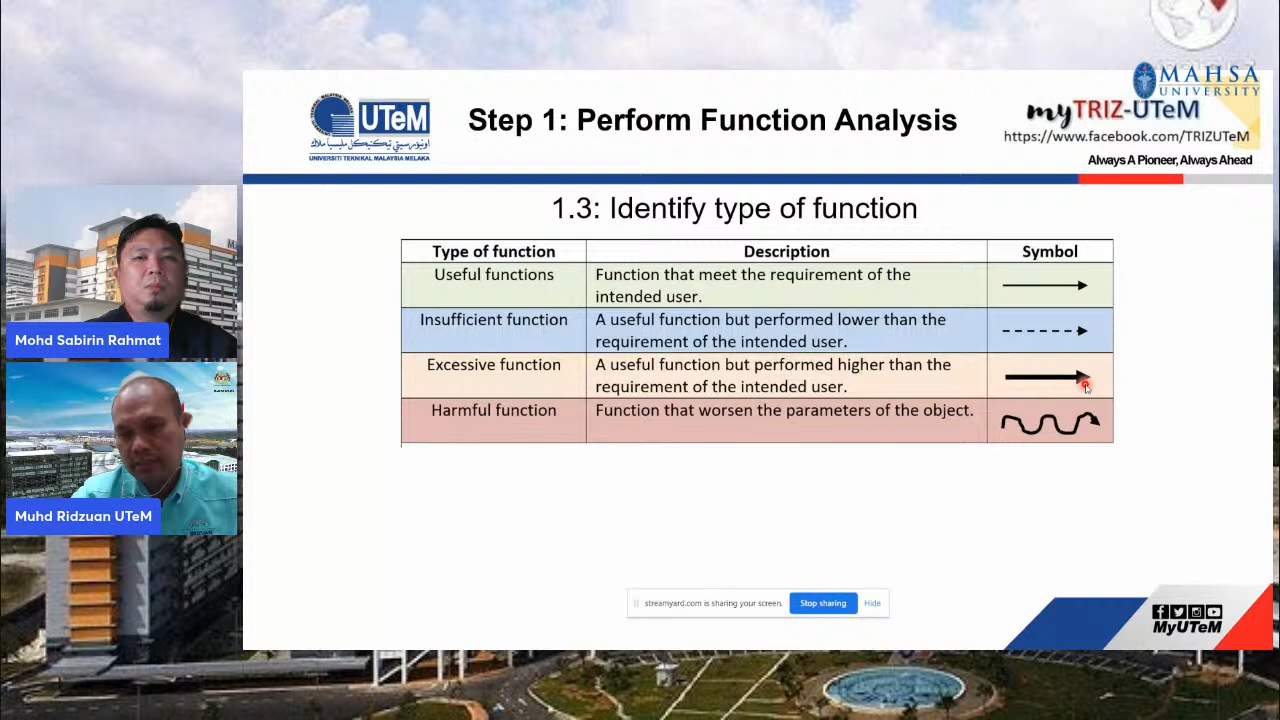 MAHSA
UNIVERSITY
UTeM
اونيۏرسيتي تيكنيكل مليسيا ملاك
UNIVERSITI TEKNIKAL MALAYSIA MELAKA
Step 1: Perform Function Analysis
myTRIZ-UTeM
https://www.facebook.com/TRIZUTeM
Always A Pioneer, Always Ahead
1.3: Identify type of function
Type of function Description Symbol
Useful functions Function that meet the requirement of the
intended user.
Insufficient function A useful function but performed lower than the
requirement of the intended user.
Excessive function A useful function but performed higher than the
requirement of the intended user.
Harmful function Function that worsen the parameters of the object.
Mohd Sabirin Rahmat
Muhd Ridzuan UTeM
streamyard.com is sharing your screen.
Stop sharing
Hide
MyUTeM